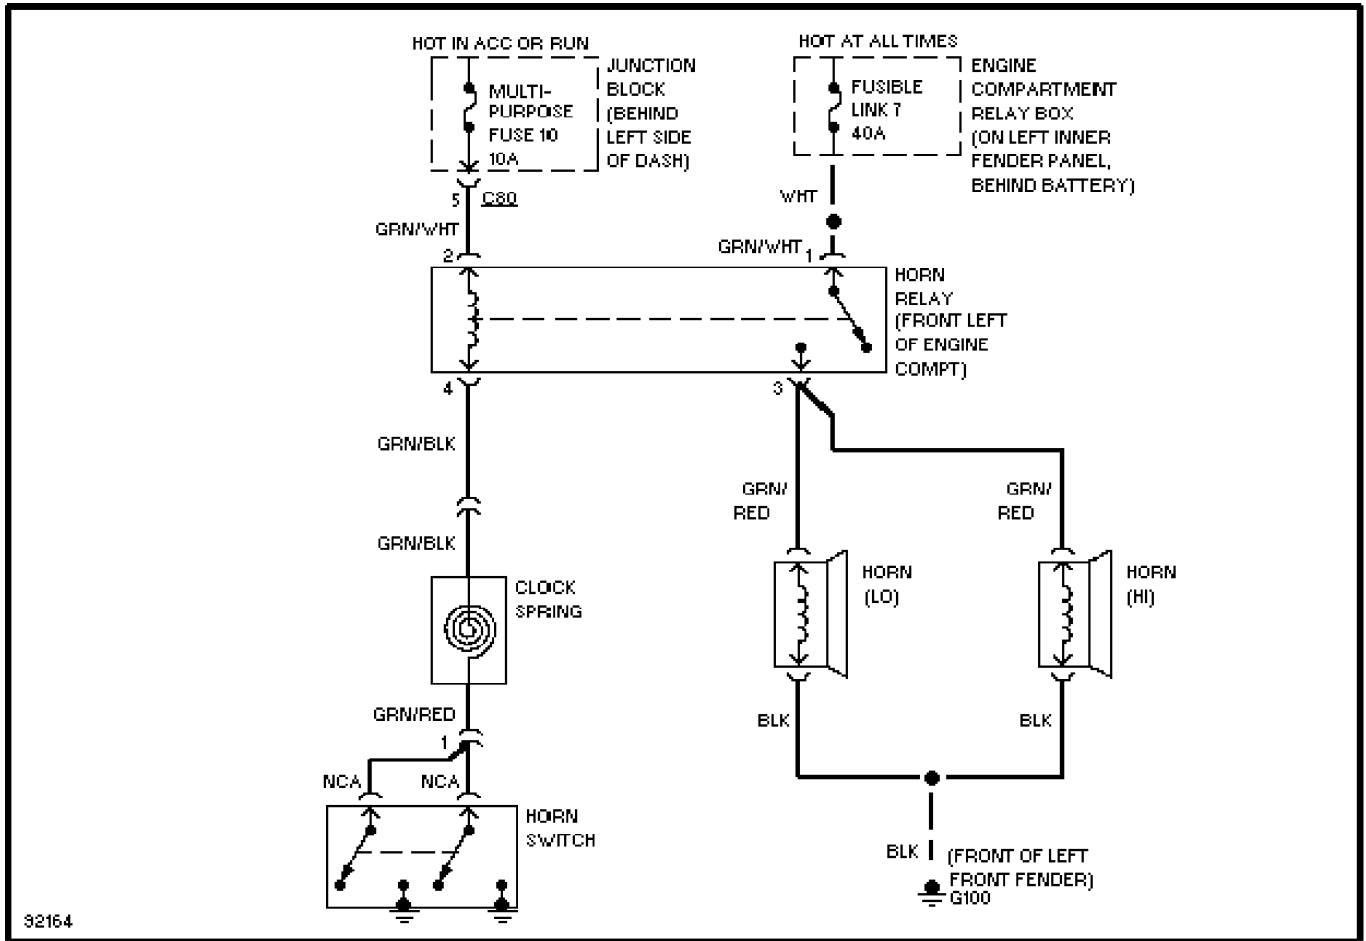 HOT IN ACC OR RUN
MULTI-
PURPOSE
FUSE 10
10A
JUNCTION
BLOCK
(BEHIND
LEFT SIDE
OF DASH)
HOT AT ALL TIMES
FUSIBLE
LINK 7
40A
ENGINE
COMPARTMENT
RELAY BOX
(ON LEFT INNER
FENDER PANEL,
BEHIND BATTERY)
5 C80
GRN/WHT
2
WHT
GRN/WHT 1
HORN
RELAY
(FRONT LEFT
OF ENGINE
COMPT)
4
3
GRN/BLK
GRN/BLK
CLOCK
SPRING
GRN/RED
1
NCA
NCA
HORN
SWITCH
GRN/
RED
GRN/
RED
HORN
(LO)
HORN
(HI)
BLK
BLK
BLK
(FRONT OF LEFT
FRONT FENDER)
G100
92164